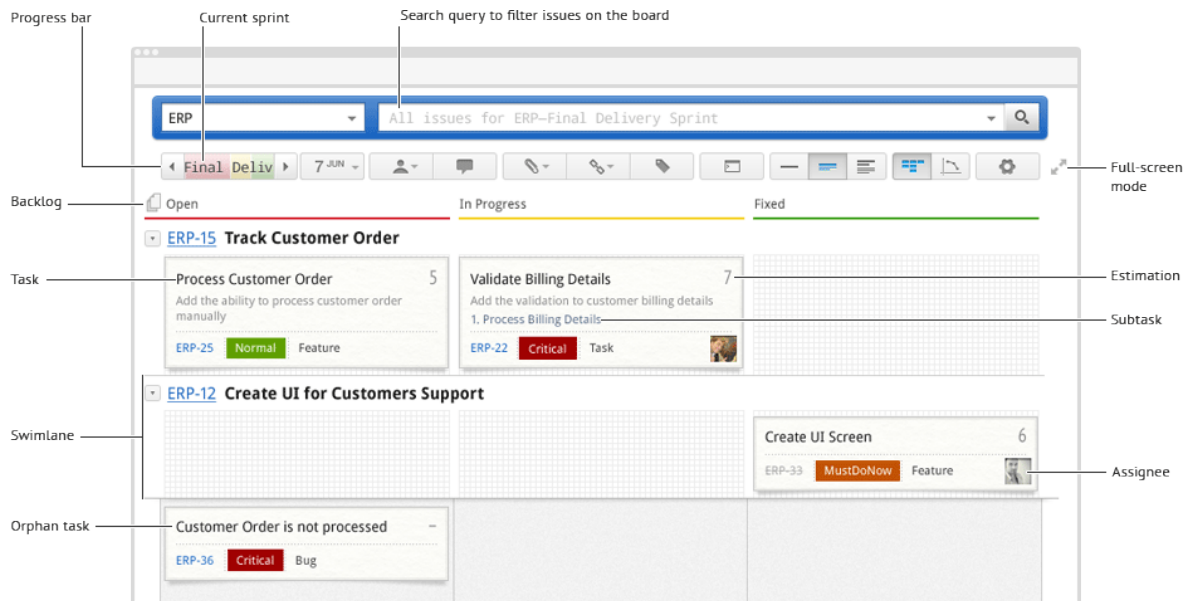 Progress bar
Current sprint
Search query to filter issues on the board
ERP
All issues for ERP–Final Delivery Sprint
Final Deliv
7 JUN
Full-screen
mode
Backlog
Open
In Progress
Fixed
ERP-15 Track Customer Order
Task
Process Customer Order 5
Add the ability to process customer order
manually
ERP-25 Normal Feature
Validate Billing Details 7
Add the validation to customer billing details
1. Process Billing Details
ERP-22 Critical Task
Estimation
Subtask
ERP-12 Create UI for Customers Support
Swimlane
Create UI Screen 6
ERP-33 MustDoNow Feature
Assignee
Orphan task
Customer Order is not processed –
ERP-36 Critical Bug